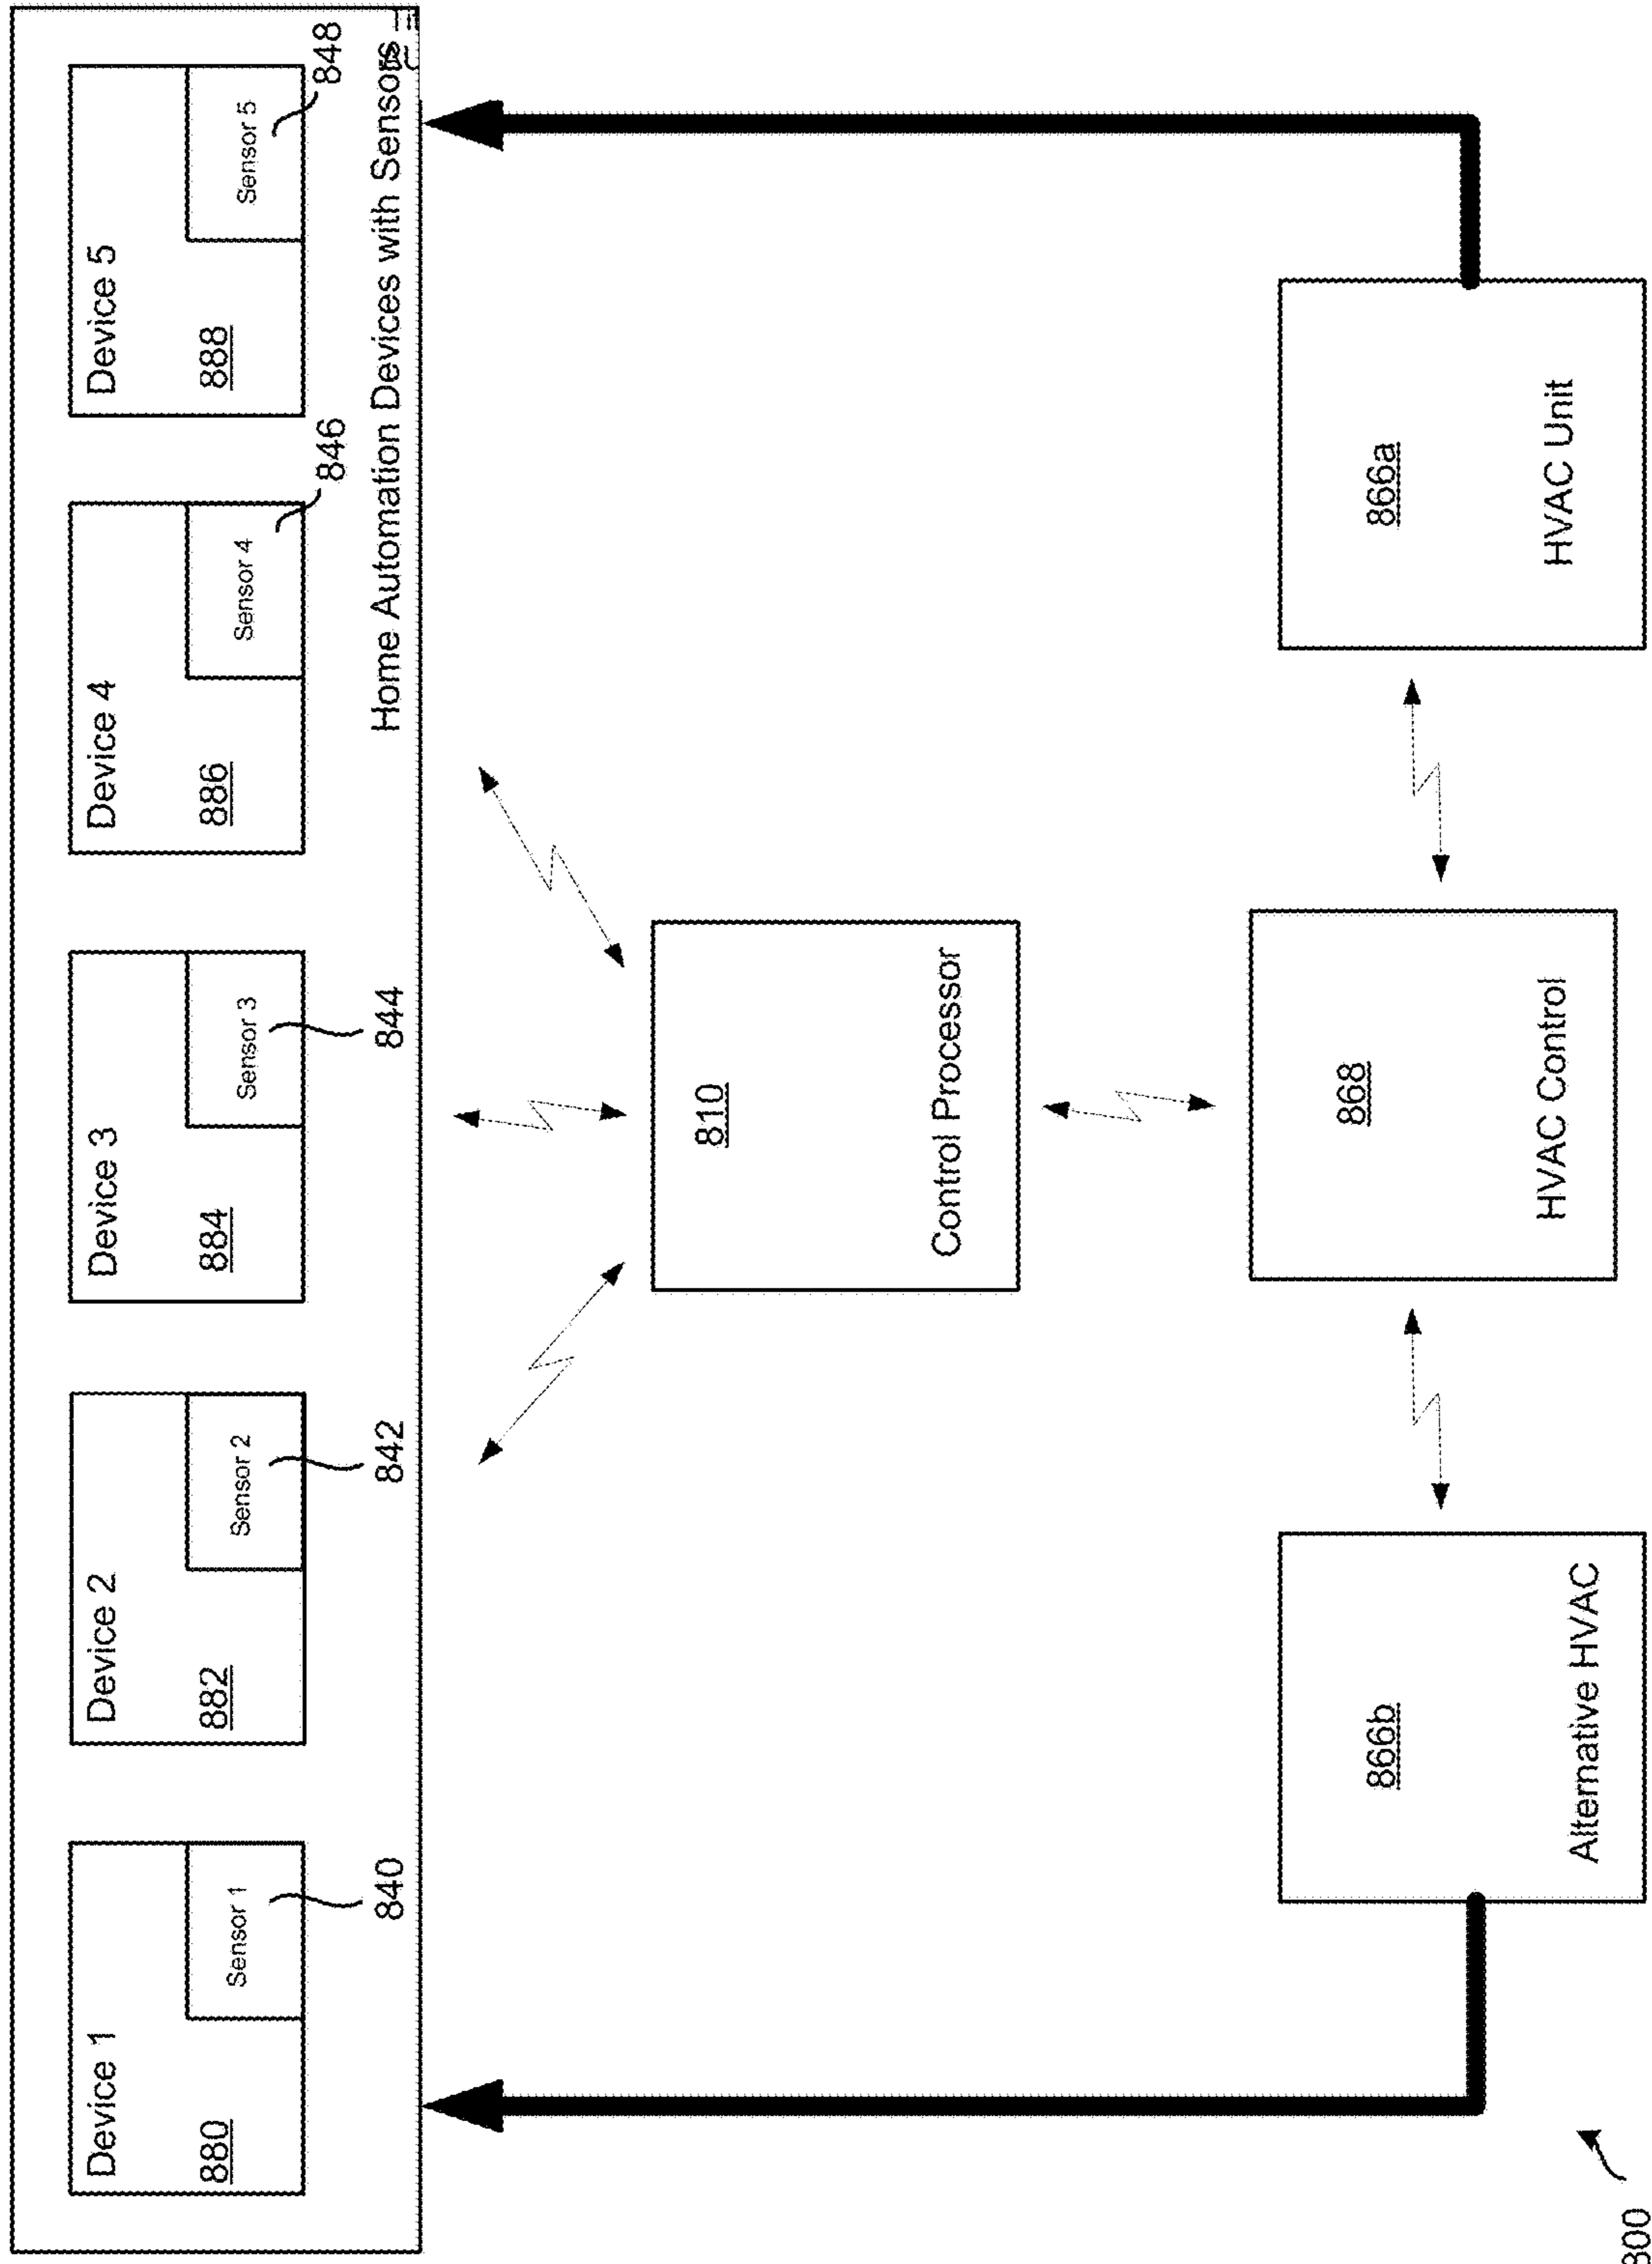 Device 1
880
Sensor 1
840
Device 2
882
Sensor 2
842
Device 3
884
Sensor 3
844
Device 4
886
Sensor 4
846
Device 5
888
Sensor 5
848
Home Automation Devices with Sensors
810
Control Processor
866b
Alternative HVAC
868
HVAC Control
866a
HVAC Unit